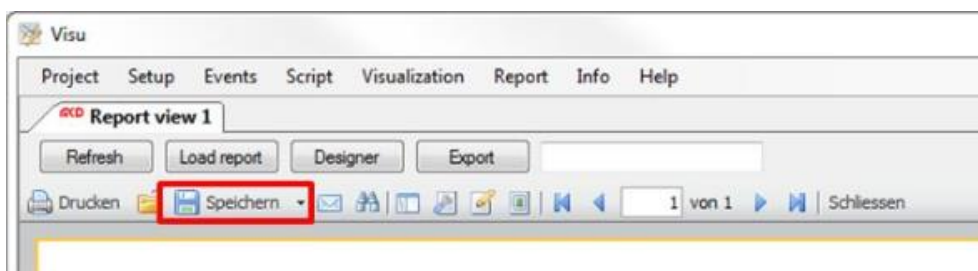 Visu
Project Setup Events Script Visualization Report Info Help
Report view 1
Refresh Load report Designer Export
Drucken Speichern 1 von 1 Schliessen